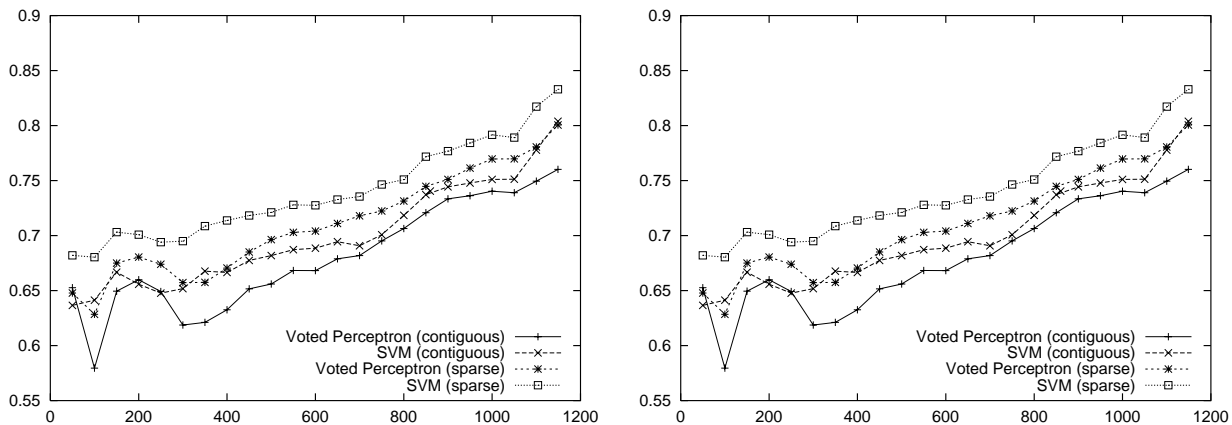 0.9
0.85
0.8
0.75
0.7
0.65
0.6
0.55
0 200 400 600 800 1000 1200
Voted Perceptron (contiguous)
SVM (contiguous)
Voted Perceptron (sparse)
SVM (sparse)
0.9
0.85
0.8
0.75
0.7
0.65
0.6
0.55
0 200 400 600 800 1000 1200
Voted Perceptron (contiguous)
SVM (contiguous)
Voted Perceptron (sparse)
SVM (sparse)